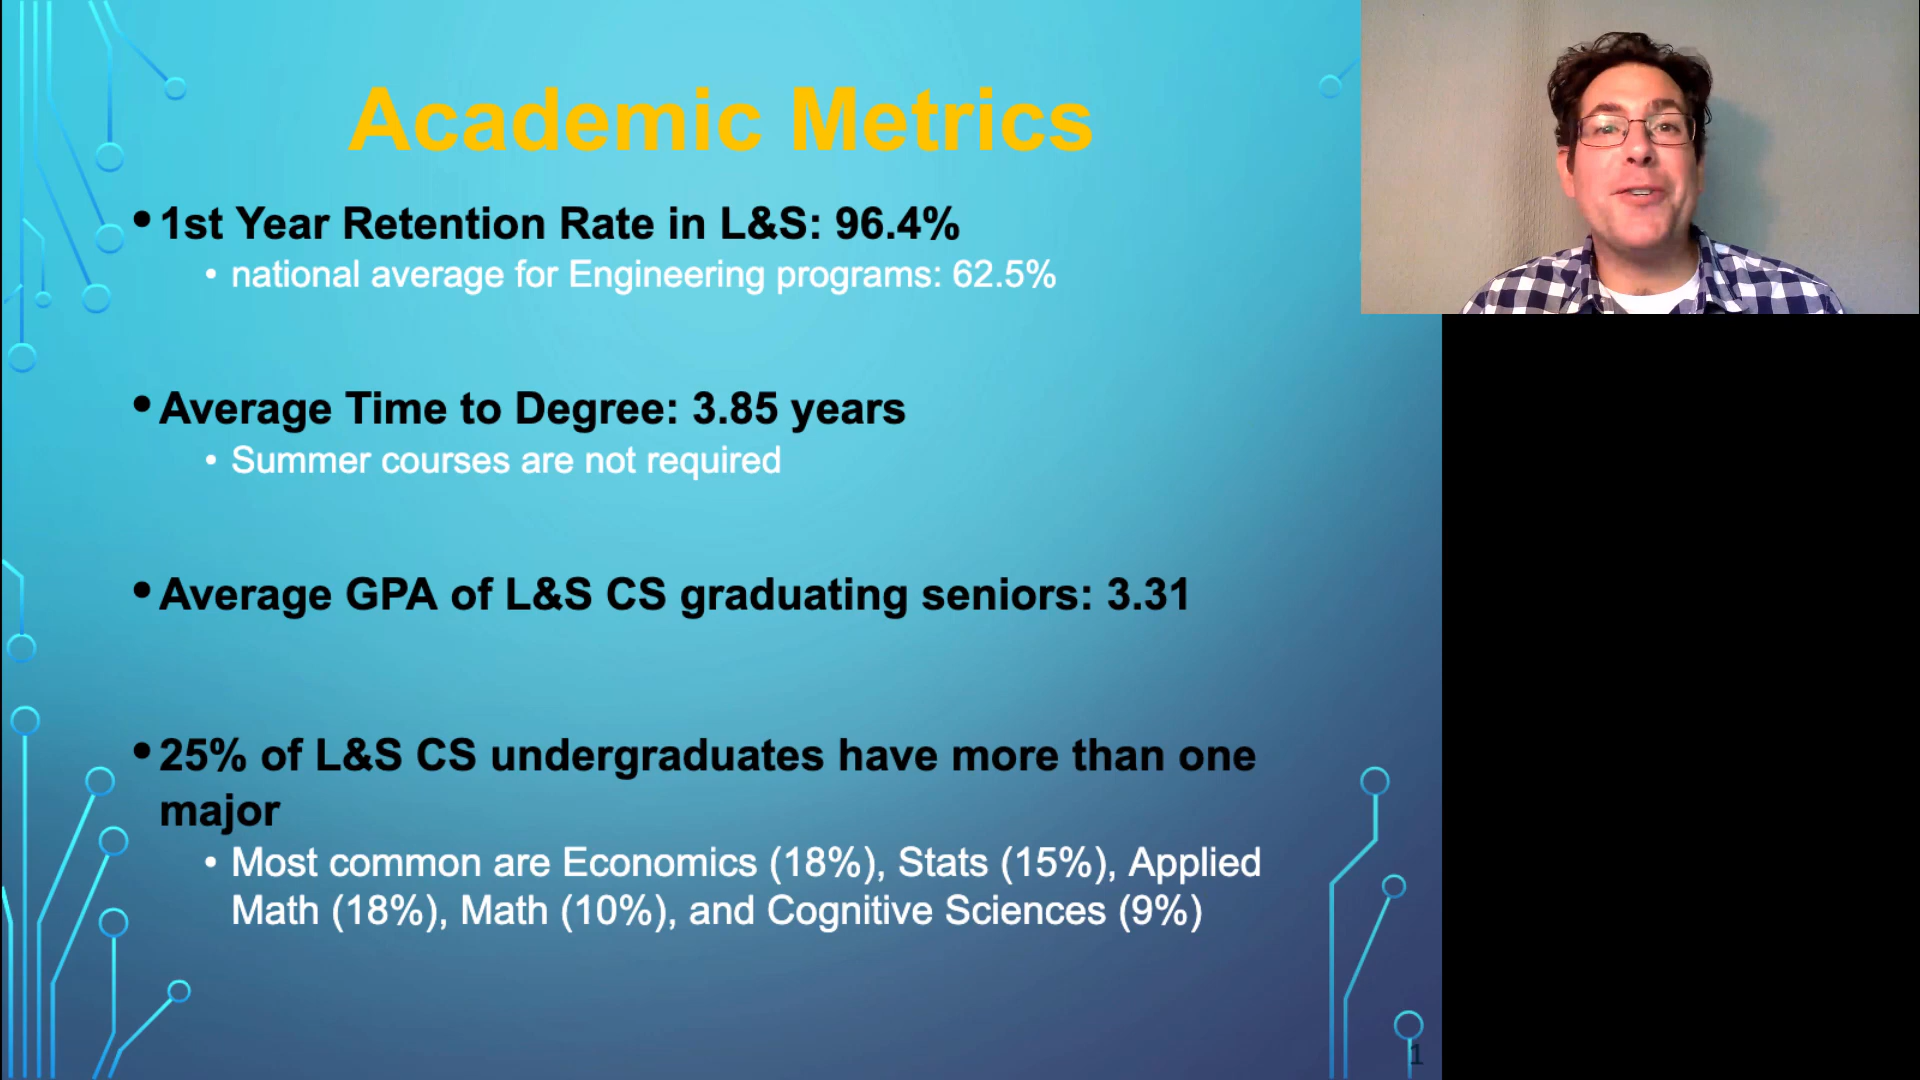 Academic Metrics
• 1st Year Retention Rate in L&S: 96.4%
• national average for Engineering programs: 62.5%
• Average Time to Degree: 3.85 years
• Summer courses are not required
• Average GPA of L&S CS graduating seniors: 3.31
• 25% of L&S CS undergraduates have more than one
major
• Most common are Economics (18%), Stats (15%), Applied
Math (18%), Math (10%), and Cognitive Sciences (9%)
1